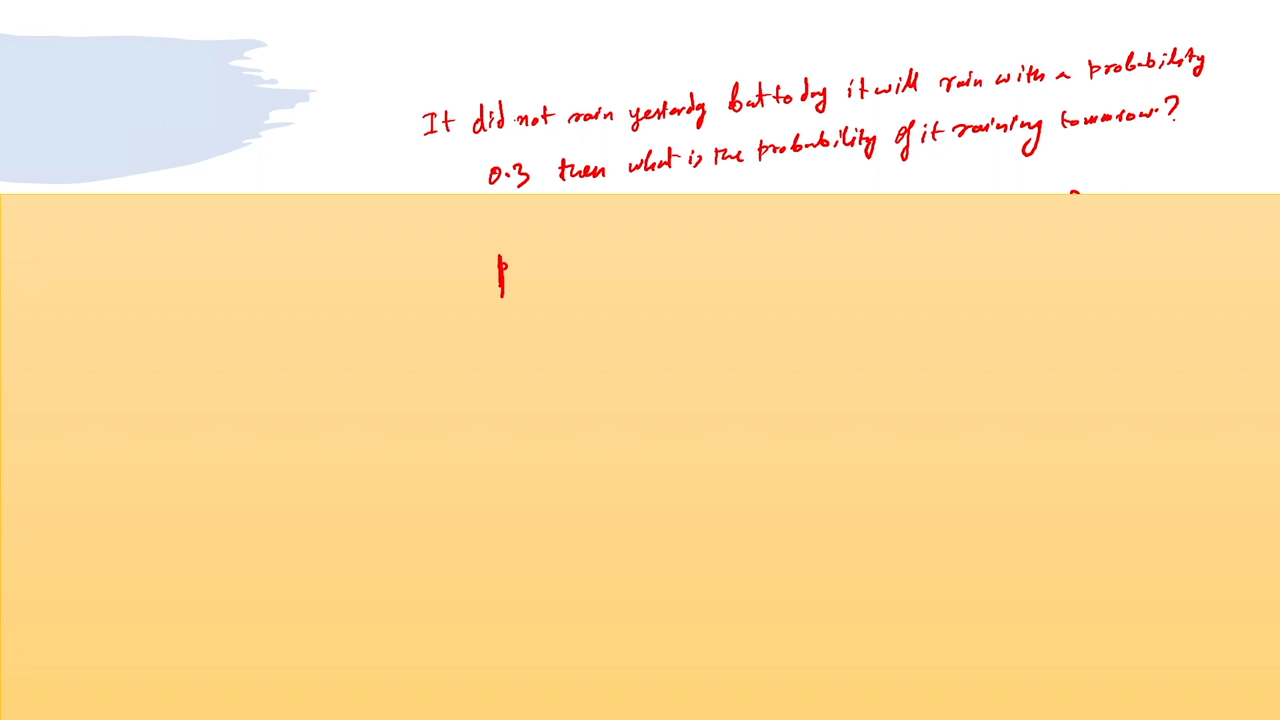 It did not rain yesterday but today it will rain with a probability
0.3 then what is the probability of it raining tomorrow?
p